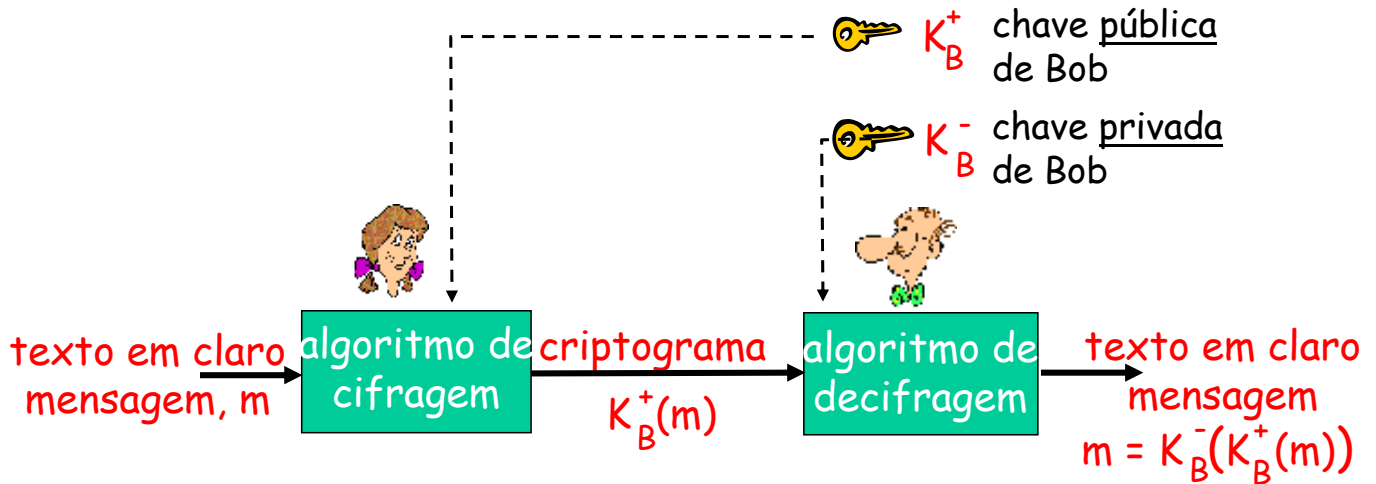 K_B^+ chave pública
de Bob
K_B^- chave privada
de Bob
texto em claro
mensagem, m
algoritmo de
cifragem
criptograma
K_B^+(m)
algoritmo de
decifragem
texto em claro
mensagem
m = K_B^-(K_B^+(m))